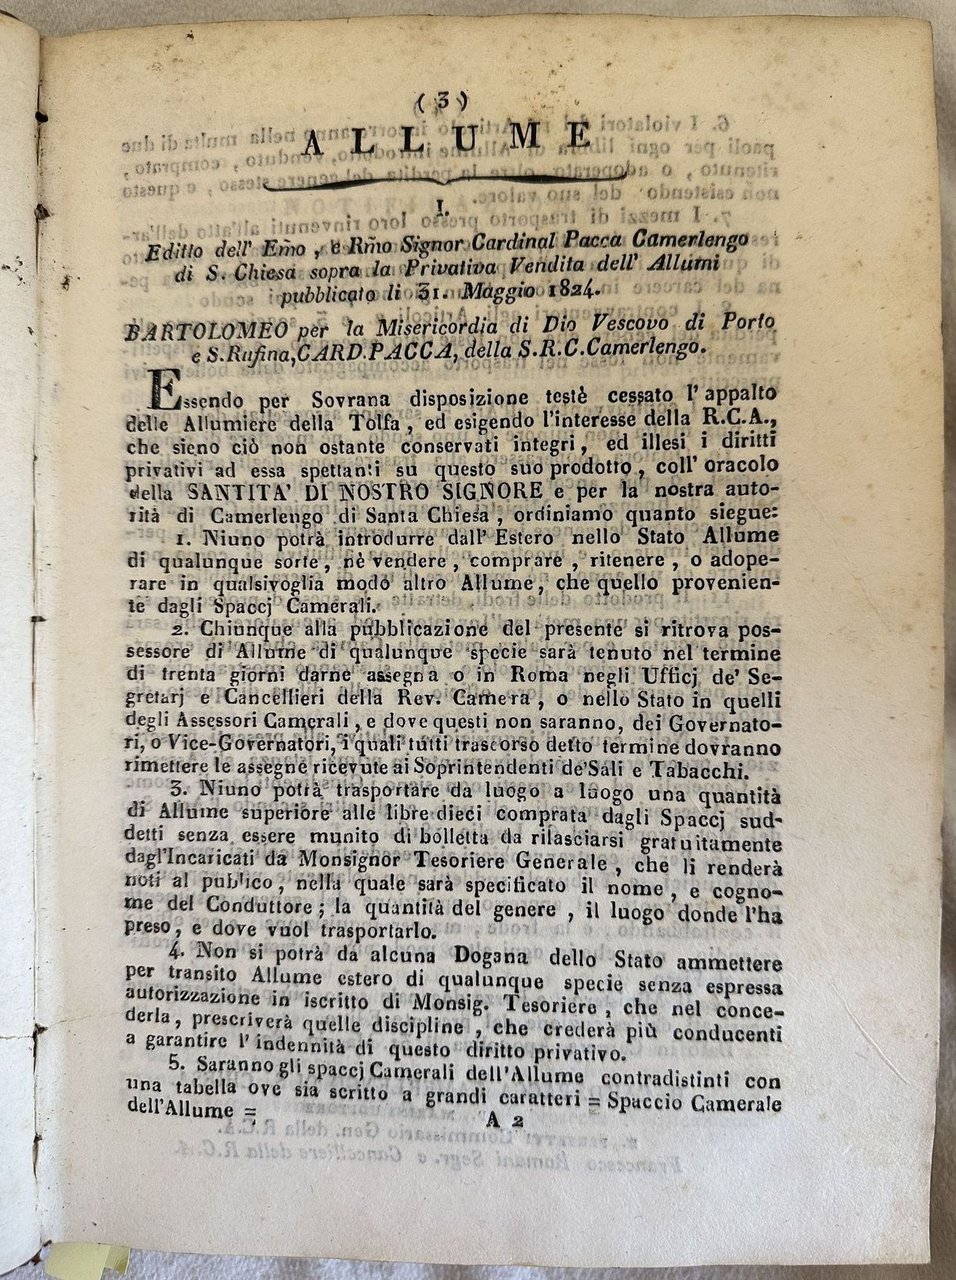 ( 3 )
ALLUME
I.
Editto dell' Em̃o, e Rm̃o Signor Cardinal Pacca Camerlengo
di S. Chiesa sopra la Privativa Vendita dell' Allumi
pubblicato li 31. Maggio 1824.
BARTOLOMEO per la Misericordia di Dio Vescovo di Porto
e S. Rufina, CARD. PACCA, della S.R.C. Camerlengo.
Essendo per Sovrana disposizione testè cessato l'appalto
delle Allumiere della Tolfa, ed esigendo l'interesse della R.C.A.,
che sieno ciò non ostante conservati integri, ed illesi i diritti
privativi ad essa spettanti su questo suo prodotto, coll' oracolo
della SANTITA' DI NOSTRO SIGNORE e per la nostra auto-
rità di Camerlengo di Santa Chiesa, ordiniamo quanto siegue:
1. Niuno potrà introdurre dall' Estero nello Stato Allume
di qualunque sorte, nè vendere, comprare, ritenere, o adope-
rare in qualsivoglia modo altro Allume, che quello provenien-
te dagli Spaccj Camerali.
2. Chiunque alla pubblicazione del presente si ritrova pos-
sessore di Allume di qualunque specie sarà tenuto nel termine
di trenta giorni darne assegna o in Roma negli Ufficj de' Se-
gretarj e Cancellieri della Rev. Camera, o nello Stato in quelli
degli Assessori Camerali, e dove questi non saranno, dei Governato-
ri, o Vice-Governatori, i quali tutti trascorso detto termine dovranno
rimettere le assegne ricevute ai Soprintendenti de' Sali e Tabacchi.
3. Niuno potrà trasportare da luogo a luogo una quantità
di Allume superiore alle libre dieci comprata dagli Spaccj sud-
detti senza essere munito di bolletta da rilasciarsi gratuitamente
dagl'Incaricati da Monsignor Tesoriere Generale, che li renderà
noti al publico, nella quale sarà specificato il nome, e cogno-
me del Conduttore; la quantità del genere, il luogo donde l'ha
preso, e dove vuol trasportarlo.
4. Non si potrà da alcuna Dogana dello Stato ammettere
per transito Allume estero di qualunque specie senza espressa
autorizzazione in iscritto di Monsig. Tesoriere, che nel conce-
derla, prescriverà quelle discipline, che crederà più conducenti
a garantire l'indennità di questo diritto privativo.
5. Saranno gli spaccj Camerali dell'Allume contradistinti con
una tabella ove sia scritto a grandi caratteri = Spaccio Camerale
dell'Allume =
A 2